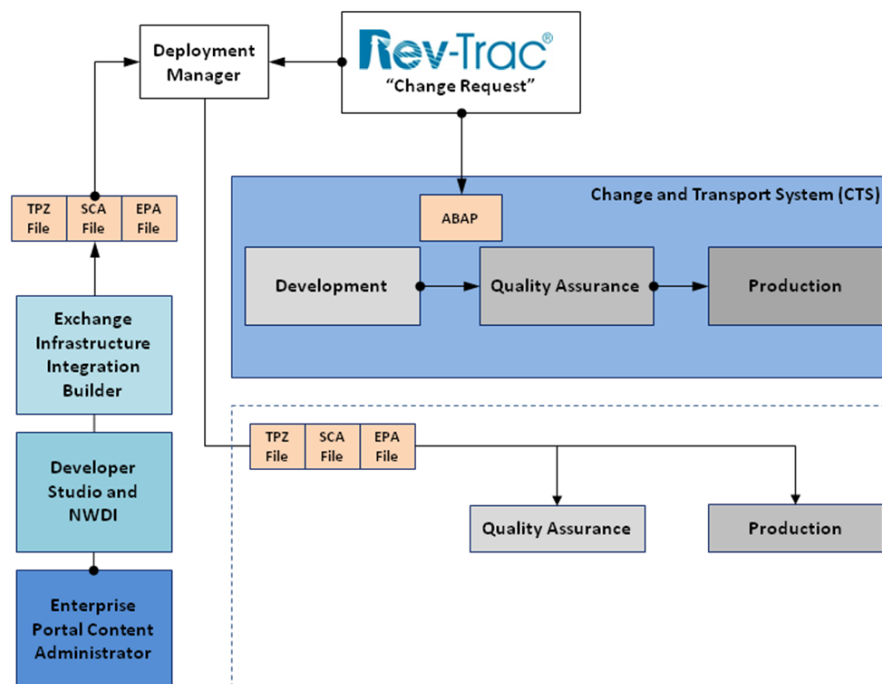 Deployment
Manager
Rev-Trac®
“Change Request”
TPZ
File
SCA
File
EPA
File
Change and Transport System (CTS)
ABAP
Development
Quality Assurance
Production
Exchange
Infrastructure
Integration
Builder
TPZ
File
SCA
File
EPA
File
Developer
Studio and
NWDI
Quality Assurance
Production
Enterprise
Portal Content
Administrator